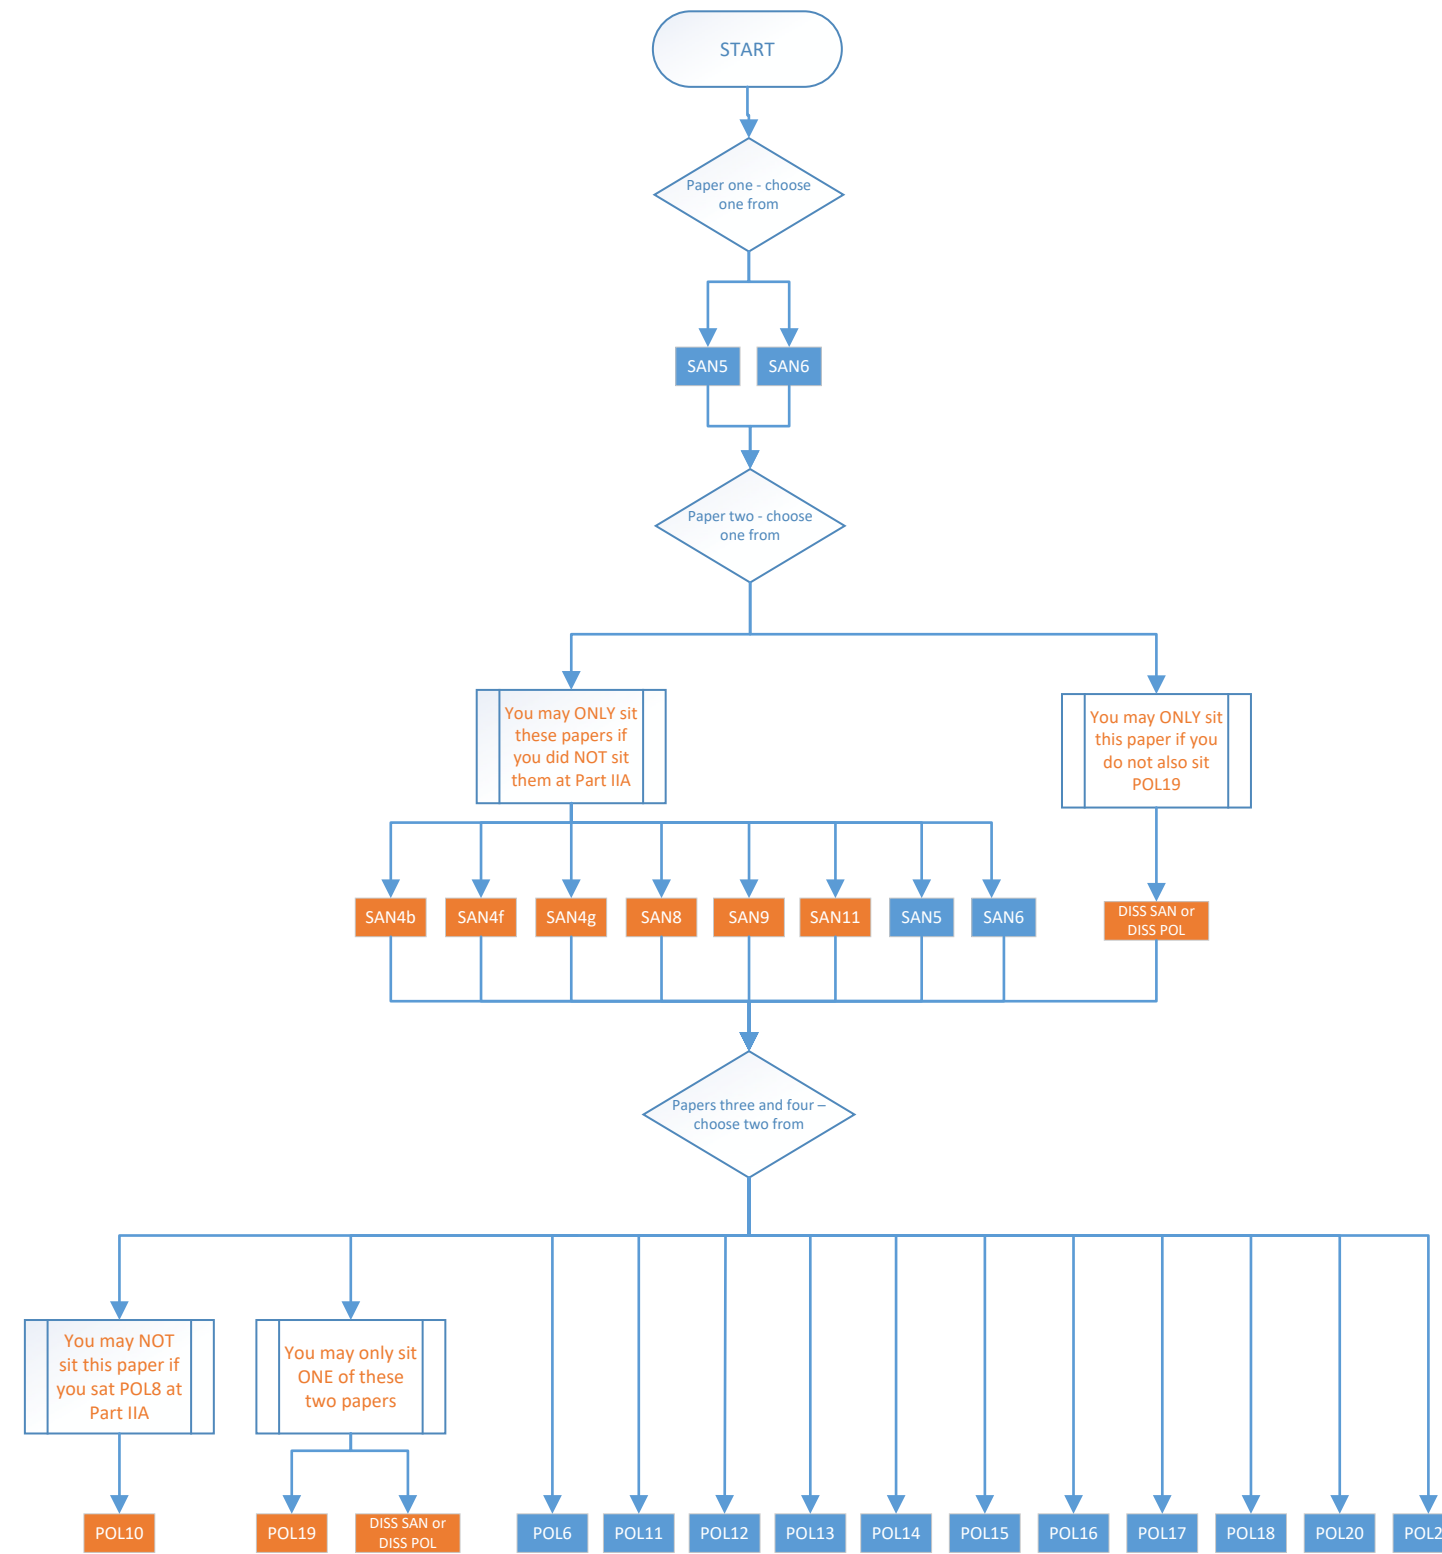 START
Paper one - choose
one from
SAN5
SAN6
Paper two - choose
one from
You may ONLY sit
these papers if
you did NOT sit
them at Part IIA
You may ONLY sit
this paper if you
do not also sit
POL19
SAN4b
SAN4f
SAN4g
SAN8
SAN9
SAN11
SAN5
SAN6
DISS SAN or
DISS POL
Papers three and four –
choose two from
You may NOT
sit this paper if
you sat POL8 at
Part IIA
You may only sit
ONE of these
two papers
POL10
POL19
DISS SAN or
DISS POL
POL6
POL11
POL12
POL13
POL14
POL15
POL16
POL17
POL18
POL20